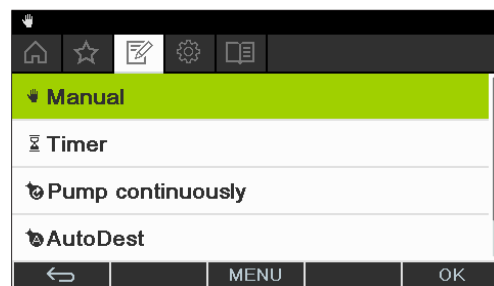 Manual
Timer
Pump continuously
AutoDest
MENU OK